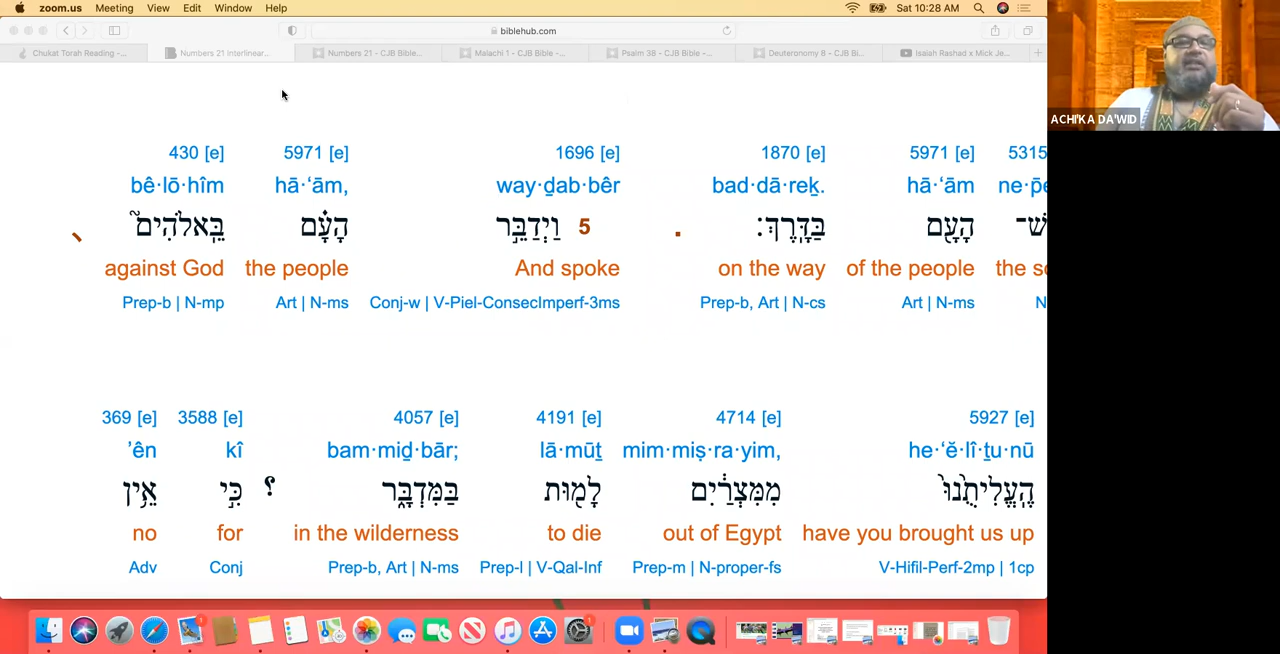 zoom.us Meeting View Edit Window Help Sat 10:28 AM
biblehub.com
Chukat Torah Reading -... Numbers 21 Interlinear... Numbers 21 - CJB Bible... Malachi 1 - CJB Bible -... Psalm 38 - CJB Bible -... Deuteronomy 8 - CJB Bi... Isaiah Rashad x Mick Je...
ACHI'KA DA'WID
430 [e] 5971 [e] 1696 [e] 1870 [e] 5971 [e] 5315
bê·lō·hîm hā·‘ām, way·ḏab·bêr bad·dā·reḵ. hā·‘ām ne·p̄e
שׁ־ הָעָ֖ם בַּדָּֽרֶךְ׃ . 5 וַיְדַבֵּ֣ר הָעָ֗ם בֵּֽאלֹהִים֮ 、
against God the people And spoke on the way of the people the so
Prep-b | N-mp Art | N-ms Conj-w | V-Piel-ConsecImperf-3ms Prep-b, Art | N-cs Art | N-ms N
369 [e] 3588 [e] 4057 [e] 4191 [e] 4714 [e] 5927 [e]
’ên kî bam·miḏ·bār; lā·mūṯ mim·miṣ·ra·yim, he·‘ĕ·lî·ṯu·nū
הֶֽעֱלִיתֻ֙נוּ֙ מִמִּצְרַ֔יִם לָמ֖וּת בַּמִּדְבָּ֑ר ? כִּ֣י אֵ֥ין
no for in the wilderness to die out of Egypt have you brought us up
Adv Conj Prep-b, Art | N-ms Prep-l | V-Qal-Inf Prep-m | N-proper-fs V-Hifil-Perf-2mp | 1cp